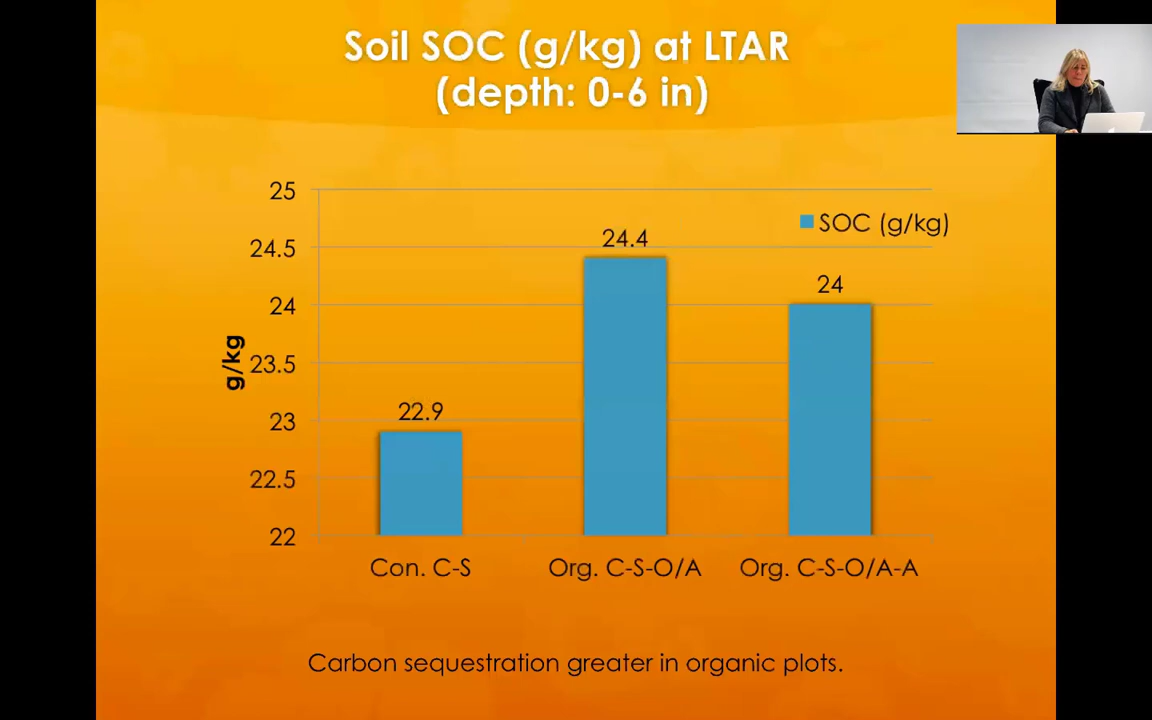 Soil SOC (g/kg) at LTAR
(depth: 0-6 in)
25
24.5
24
23.5
23
22.5
22
g/kg
SOC (g/kg)
22.9
24.4
24
Con. C-S
Org. C-S-O/A
Org. C-S-O/A-A
Carbon sequestration greater in organic plots.